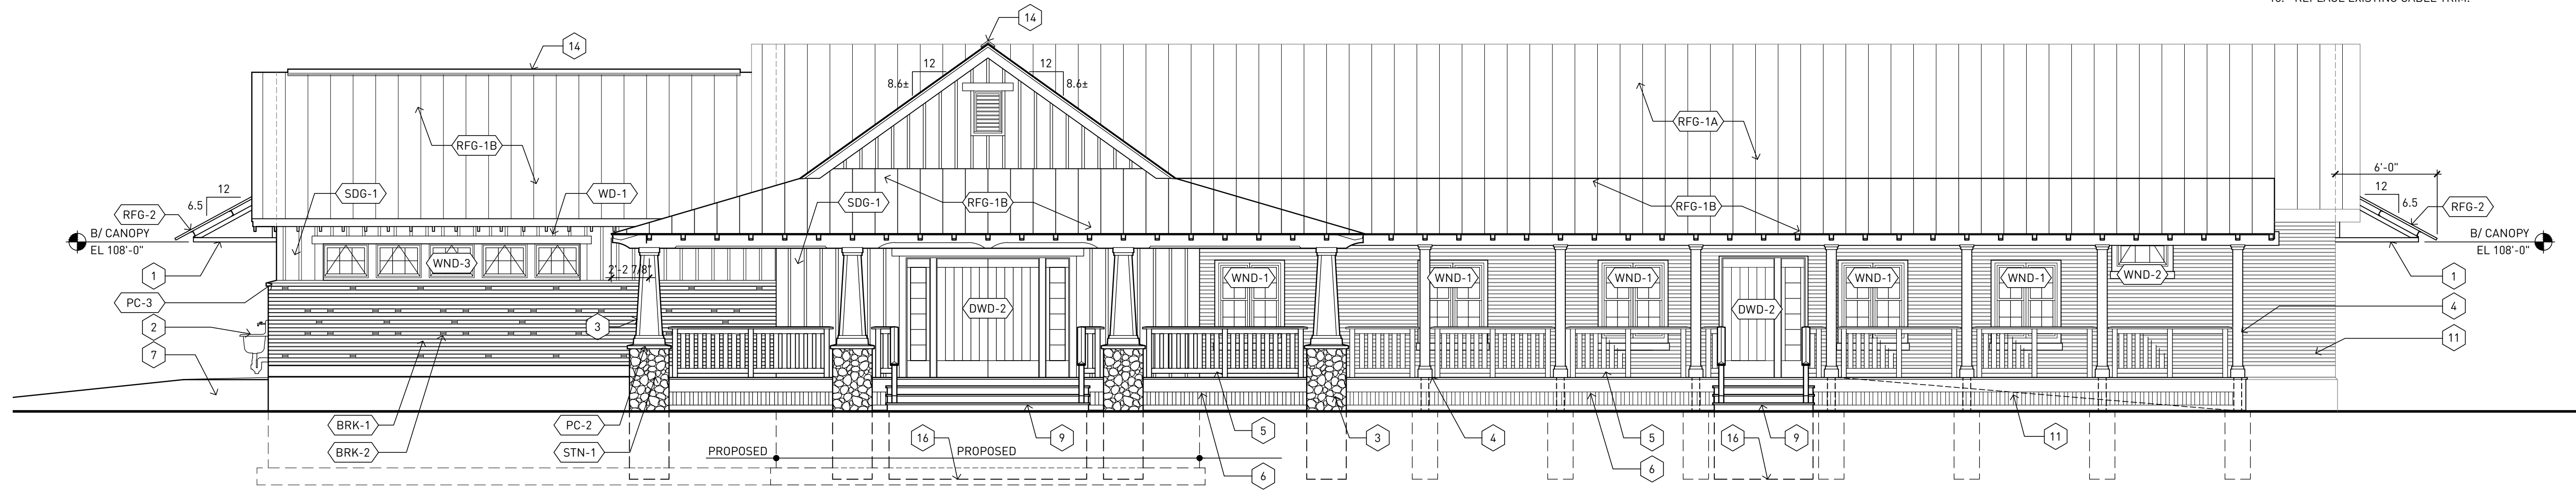 14
14
12
8.6±
12
8.6±
RFG-1B
RFG-1A
6'-0"
12
6.5
RFG-2
SDG-1
WD-1
SDG-1
RFG-1B
RFG-1B
12
6.5
RFG-2
B/ CANOPY
EL 108'-0"
B/ CANOPY
EL 108'-0"
1
WND-3
2'-2 7/8"
WND-1
WND-1
WND-1
WND-1
WND-1
WND-2
1
PC-3
DWD-2
DWD-2
4
2
3
11
7
BRK-1
PC-2
16
9
5
3
4
5
16
9
11
BRK-2
STN-1
PROPOSED
PROPOSED
6
6